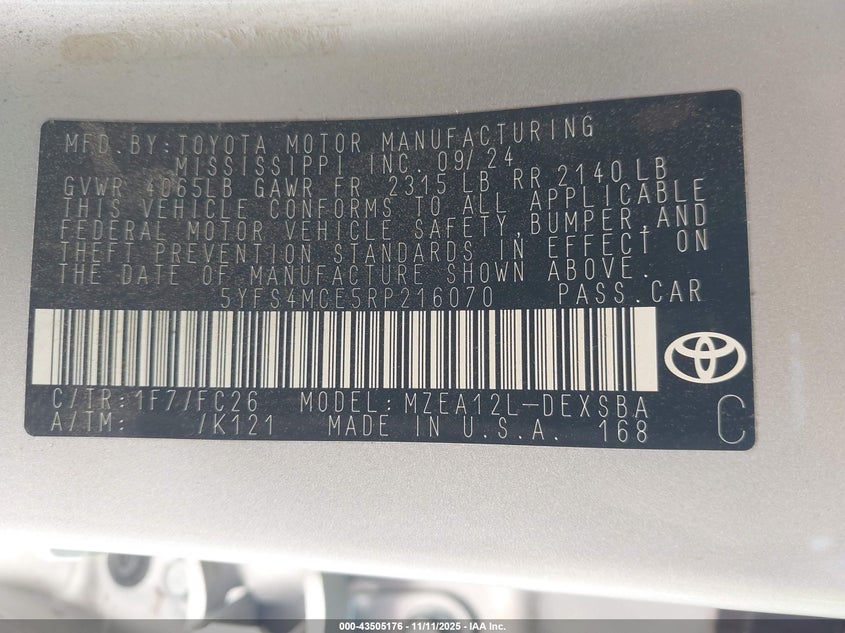 MFD.BY:TOYOTA MOTOR MANUFACTURING
MISSISSIPPI, INC. 09/24
GVWR 4065LB GAWR FR 2315 LB RR 2140 LB
THIS VEHICLE CONFORMS TO ALL APPLICABLE
FEDERAL MOTOR VEHICLE SAFETY,BUMPER,AND
THEFT PREVENTION STANDARDS IN EFFECT ON
THE DATE OF MANUFACTURE SHOWN ABOVE.
5YFS4MCE5RP216070 PASS.CAR
C/TR:1F7/FC26 MODEL:MZEA12L-DEXSBA
A/TM: /K121 MADE IN U.S.A. 168 C
000-43505176 - 11/11/2025 - IAA Inc.